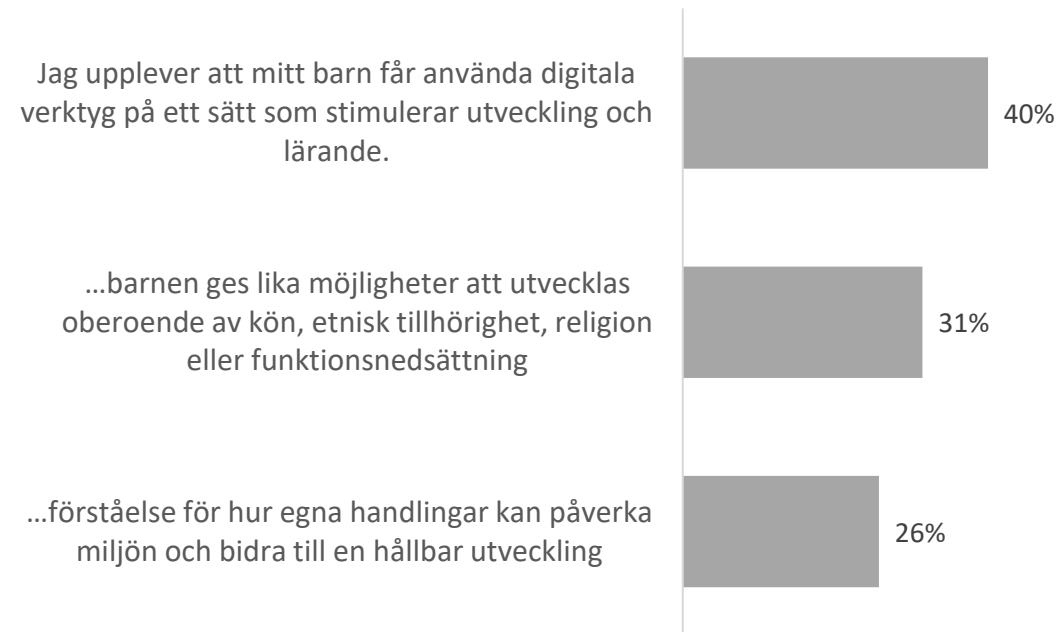 Jag upplever att mitt barn får använda digitala
verktyg på ett sätt som stimulerar utveckling och
lärande.
40%
…barnen ges lika möjligheter att utvecklas
oberoende av kön, etnisk tillhörighet, religion
eller funktionsnedsättning
31%
…förståelse för hur egna handlingar kan påverka
miljön och bidra till en hållbar utveckling
26%